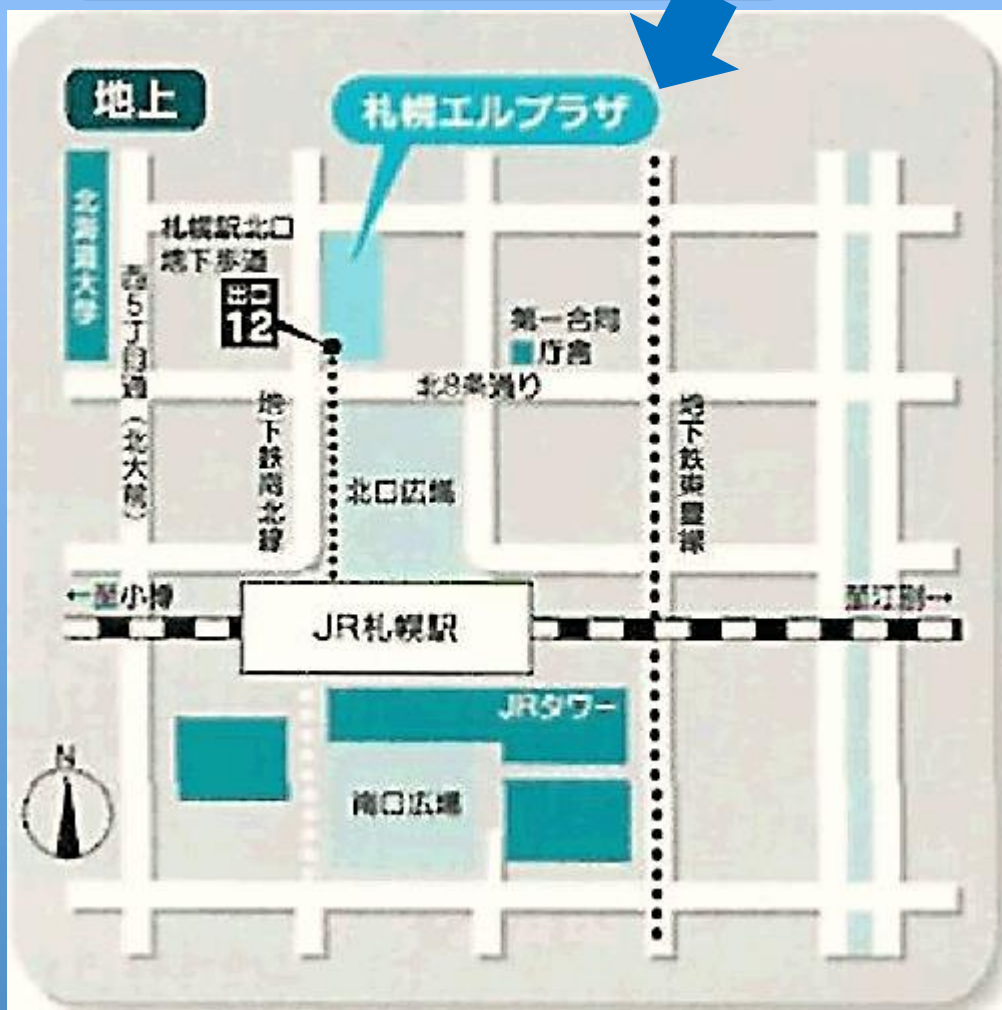 地上
札幌エルプラザ
北海道大学
西5丁目通（北大前）
札幌駅北口
地下歩道
出口
12
第一合同
庁舎
北8条通り
地下鉄南北線
地下鉄東豊線
北口広場
←至小樽
至江別→
JR札幌駅
JRタワー
南口広場
N